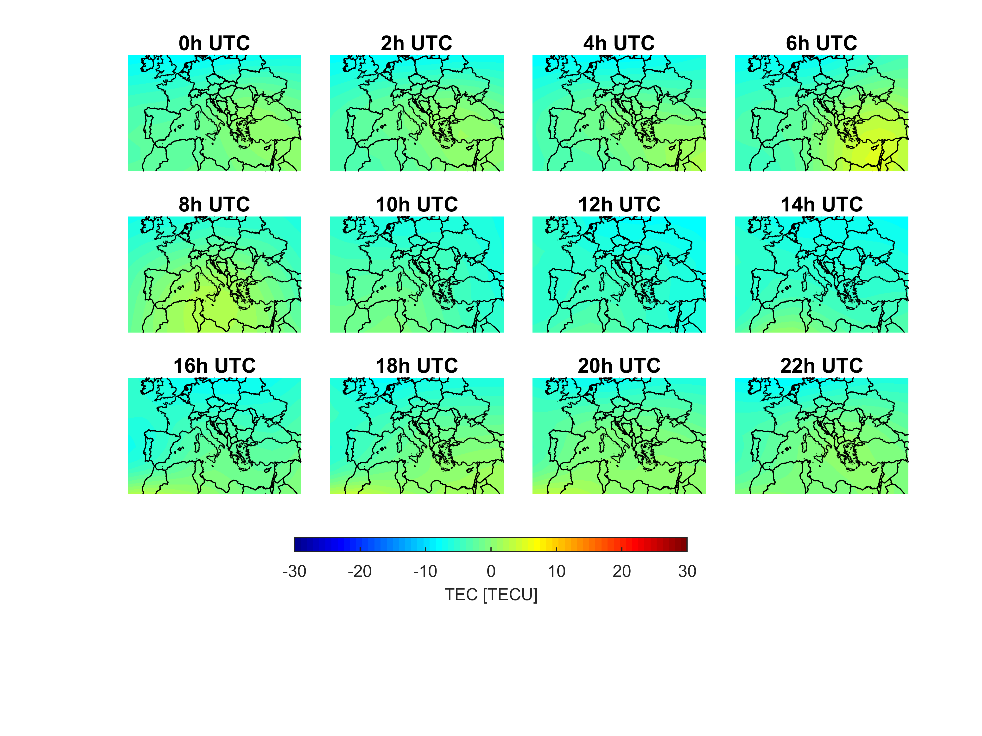 0h UTC 2h UTC 4h UTC 6h UTC
8h UTC 10h UTC 12h UTC 14h UTC
16h UTC 18h UTC 20h UTC 22h UTC
-30 -20 -10 0 10 20 30
TEC [TECU]